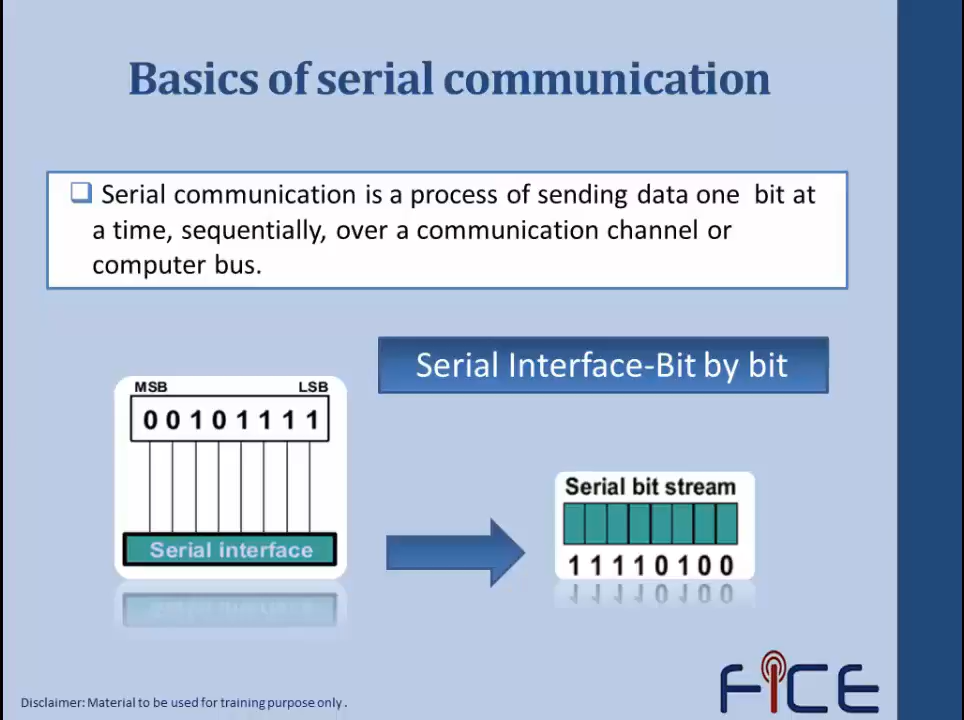 Basics of serial communication
Serial communication is a process of sending data one bit at
a time, sequentially, over a communication channel or
computer bus.
Serial Interface-Bit by bit
MSB LSB
0 0 1 0 1 1 1 1
Serial interface
Serial bit stream
1 1 1 1 0 1 0 0
FICE
Disclaimer: Material to be used for training purpose only .